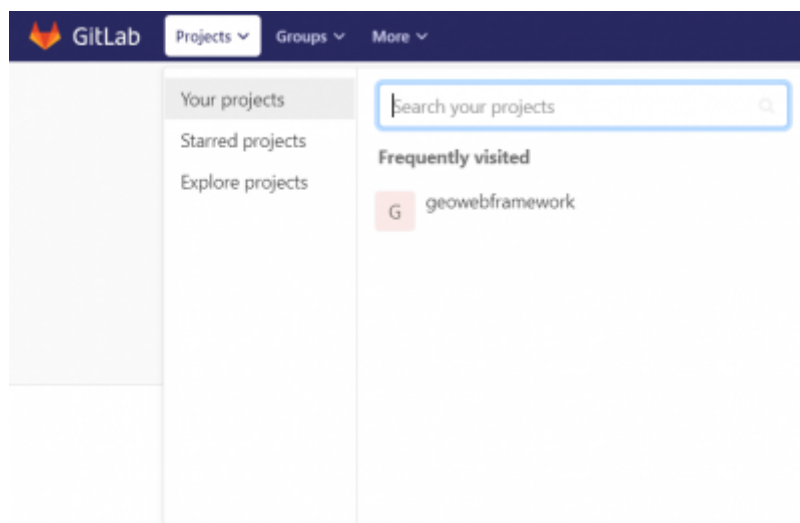 GitLab Projects Groups More
Your projects
Starred projects
Explore projects
Search your projects
Frequently visited
G geowebframework